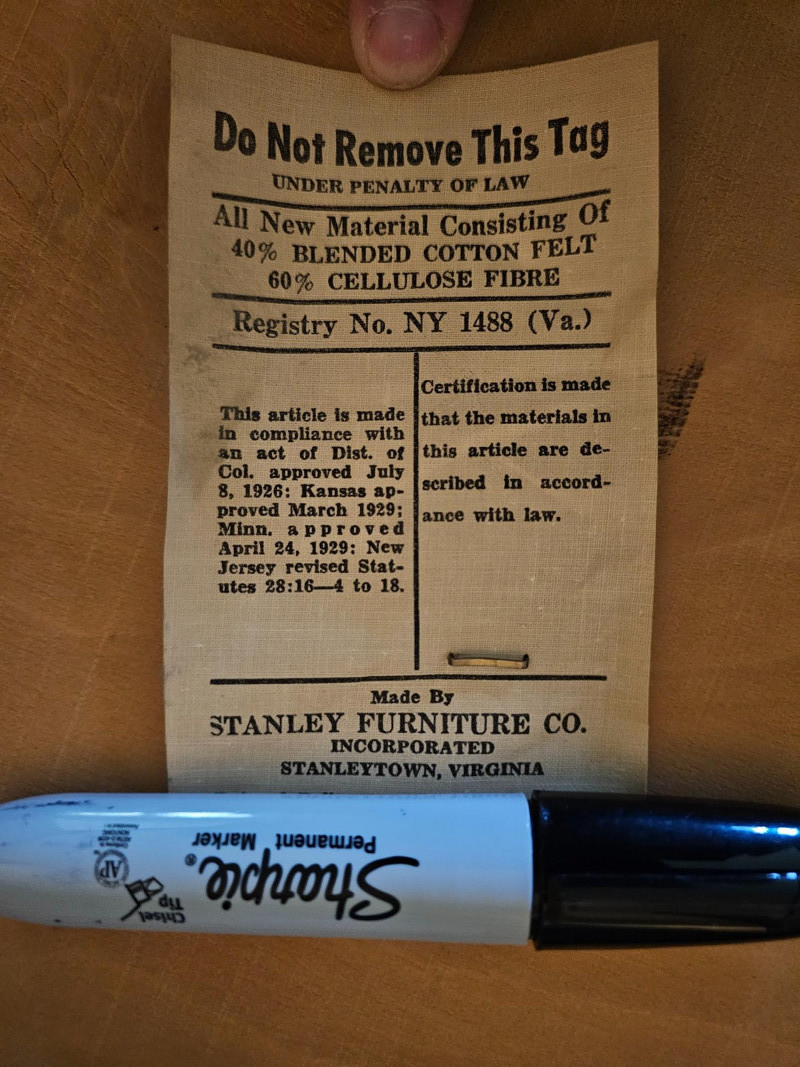 Do Not Remove This Tag
UNDER PENALTY OF LAW
All New Material Consisting Of
40% BLENDED COTTON FELT
60% CELLULOSE FIBRE
Registry No. NY 1488 (Va.)
This article is made
in compliance with
an act of Dist. of
Col. approved July
8, 1926: Kansas ap-
proved March 1929;
Minn. approved
April 24, 1929: New
Jersey revised Stat-
utes 28:16—4 to 18.
Certification is made
that the materials in
this article are de-
scribed in accord-
ance with law.
Made By
STANLEY FURNITURE CO.
INCORPORATED
STANLEYTOWN, VIRGINIA
Sharpie®
Permanent Marker
Chisel
Tip
AP